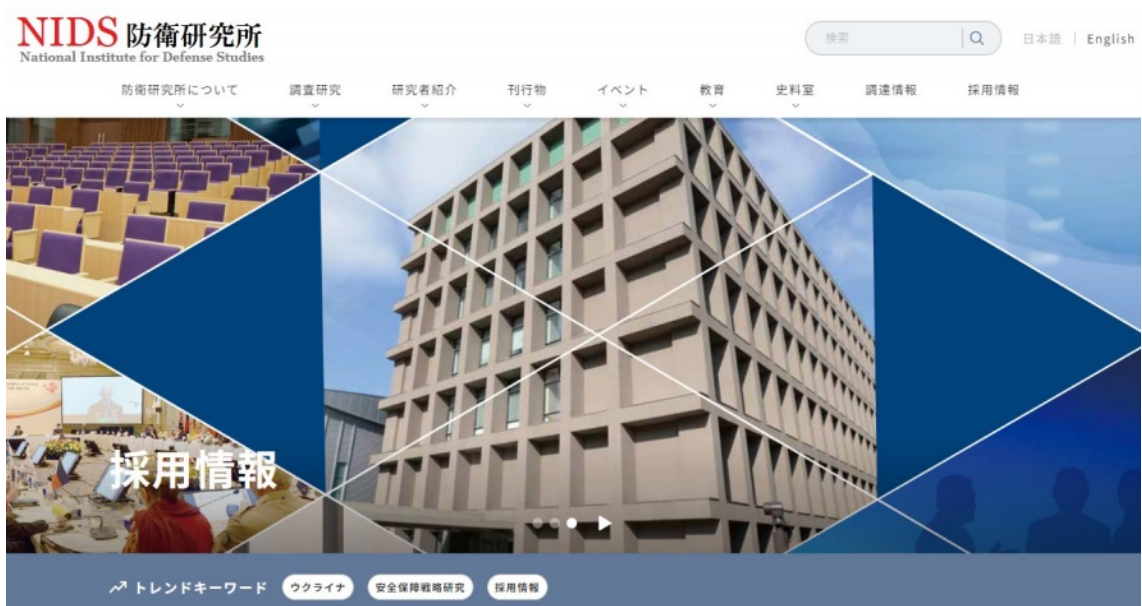 NIDS 防衛研究所
National Institute for Defense Studies
検索
日本語 | English
防衛研究所について 調査研究 研究者紹介 刊行物 イベント 教育 史料室 調達情報 採用情報
採用情報
トレンドキーワード ウクライナ 安全保障戦略研究 採用情報